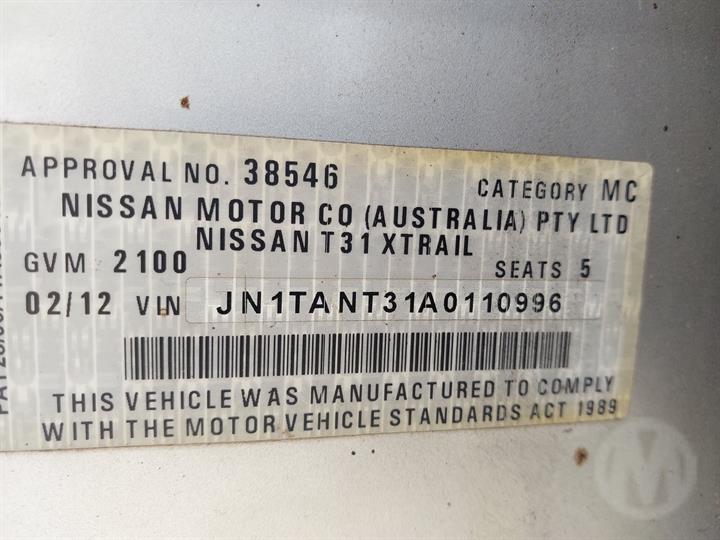 APPROVAL NO. 38546 CATEGORY MC
NISSAN MOTOR CO (AUSTRALIA) PTY LTD
NISSAN T31 XTRAIL
GVM 2100 SEATS 5
02/12 VIN JN1TANT31A0110996
THIS VEHICLE WAS MANUFACTURED TO COMPLY
WITH THE MOTOR VEHICLE STANDARDS ACT 1989
M